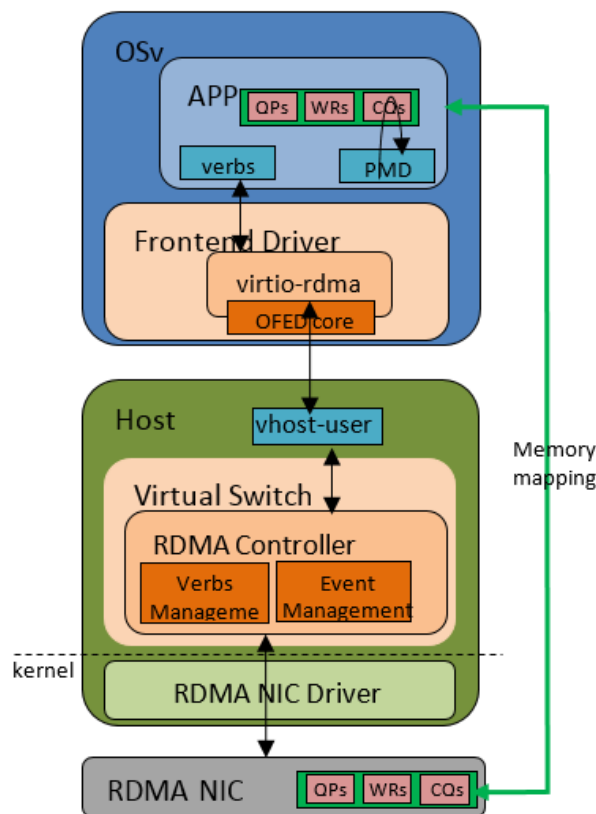 OSv
APP
QPs WRs CQs
verbs
PMD
Frontend Driver
virtio-rdma
OFED core
Host
vhost-user
Memory
mapping
Virtual Switch
RDMA Controller
Verbs
Manageme
Event
Management
kernel
RDMA NIC Driver
RDMA NIC
QPs WRs CQs